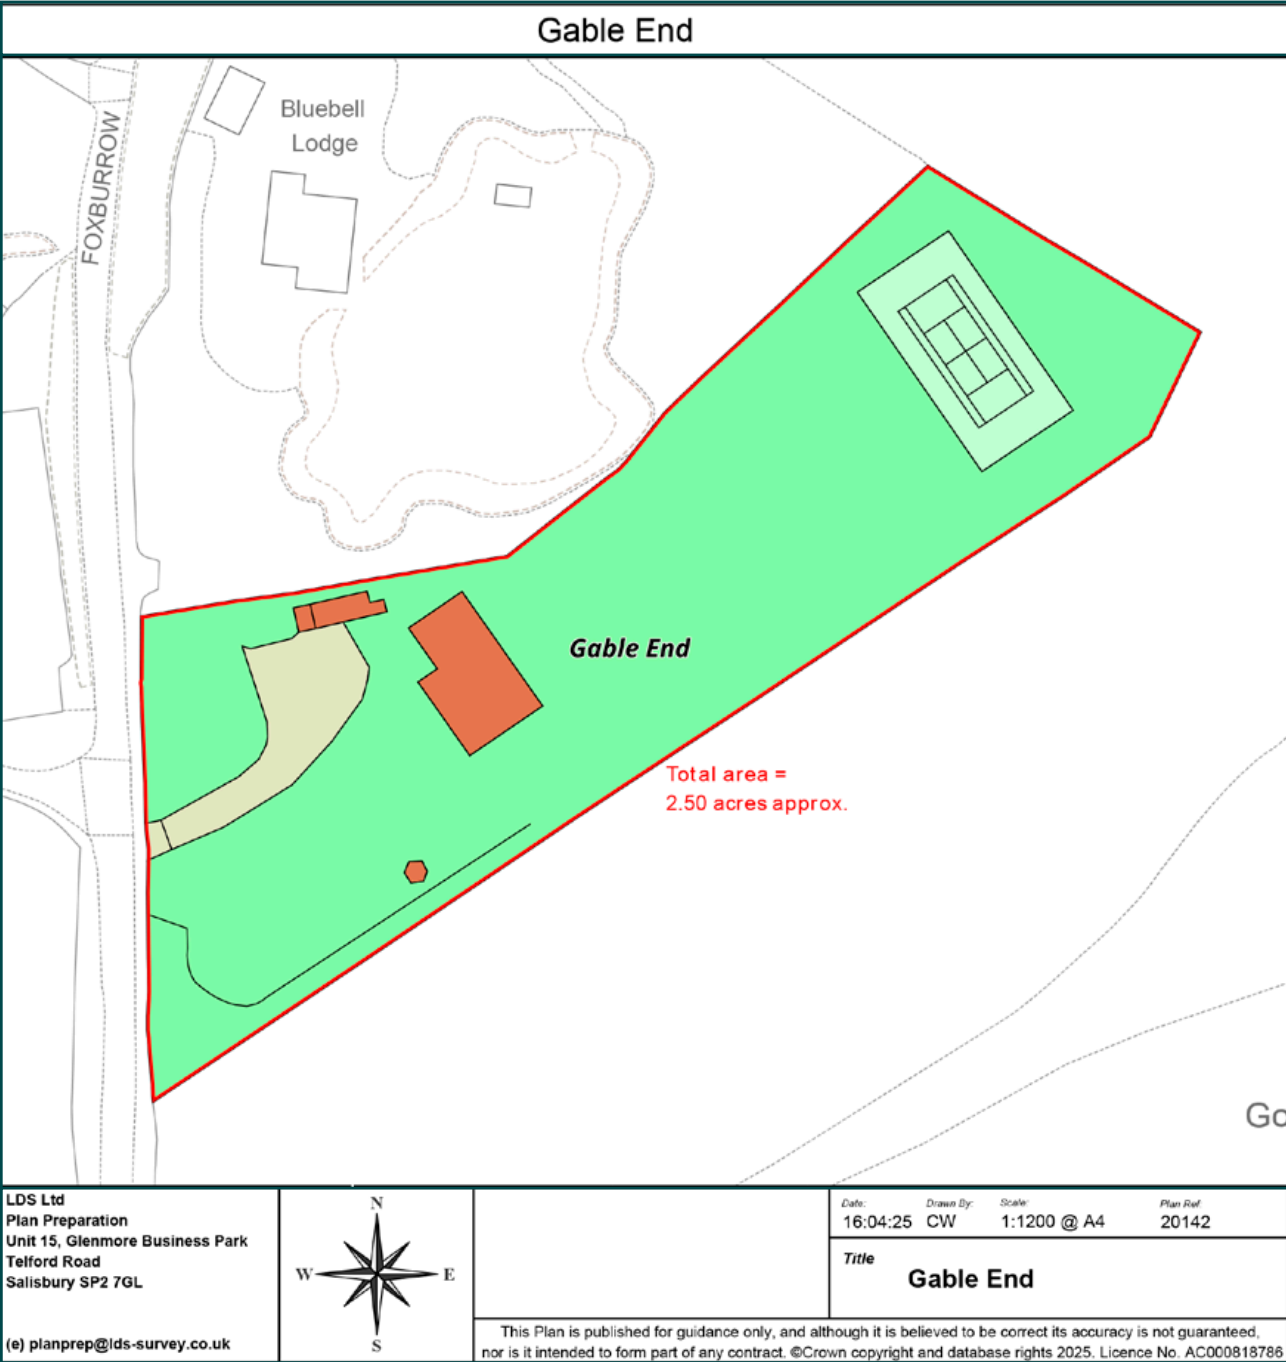 Gable End
Bluebell
Lodge
FOXBURROW
Gable End
Total area =
2.50 acres approx.
Go
LDS Ltd
Plan Preparation
Unit 15, Glenmore Business Park
Telford Road
Salisbury SP2 7GL
(e) planprep@lds-survey.co.uk
N
W E
S
Date: Drawn By: Scale: Plan Ref:
16:04:25 CW 1:1200 @ A4 20142
Title
Gable End
This Plan is published for guidance only, and although it is believed to be correct its accuracy is not guaranteed,
nor is it intended to form part of any contract. ©Crown copyright and database rights 2025. Licence No. AC000818786